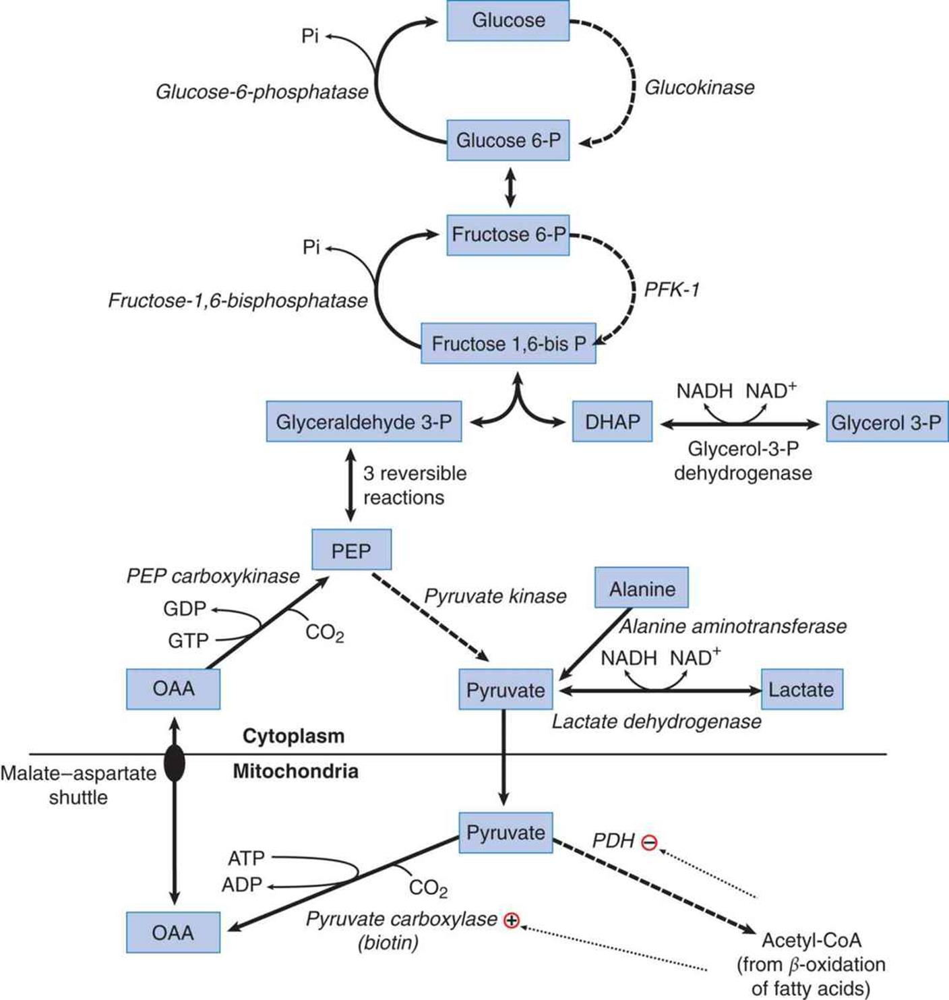 Glucose
Pi
Glucose-6-phosphatase
Glucokinase
Glucose 6-P
Fructose 6-P
Pi
Fructose-1,6-bisphosphatase
PFK-1
Fructose 1,6-bis P
NADH NAD+
Glyceraldehyde 3-P
DHAP
Glycerol 3-P
Glycerol-3-P
dehydrogenase
3 reversible
reactions
PEP
PEP carboxykinase
GDP
GTP
CO2
Pyruvate kinase
Alanine
Alanine aminotransferase
NADH NAD+
OAA
Pyruvate
Lactate
Lactate dehydrogenase
Cytoplasm
Mitochondria
Malate–aspartate
shuttle
Pyruvate
PDH −
ATP
ADP
CO2
Pyruvate carboxylase +
(biotin)
OAA
Acetyl-CoA
(from β-oxidation
of fatty acids)